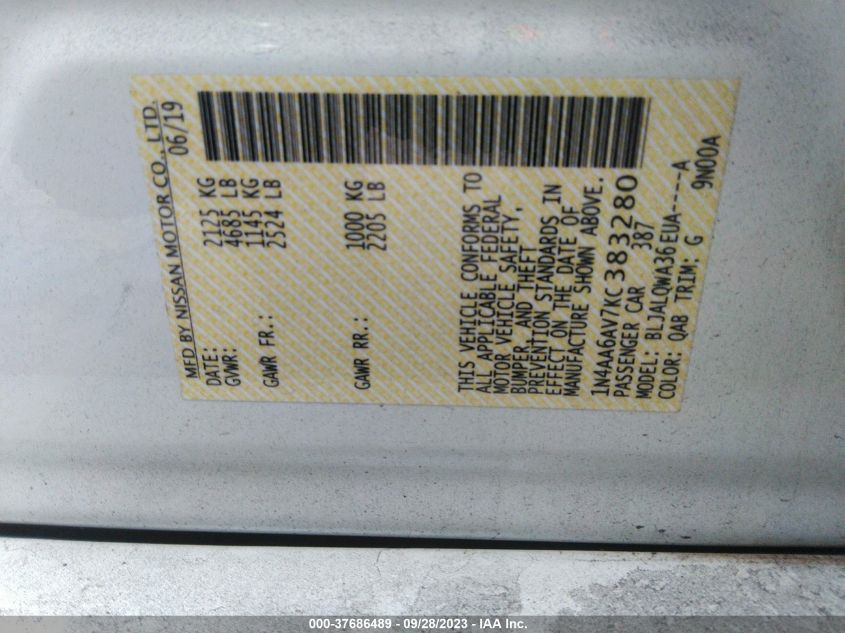 MFD BY NISSAN MOTOR CO., LTD.
DATE: 06/19
GVWR: 2125 KG
4685 LB
GAWR FR.: 1145 KG
2524 LB
GAWR RR.: 1000 KG
2205 LB
THIS VEHICLE CONFORMS TO
ALL APPLICABLE FEDERAL
MOTOR VEHICLE SAFETY,
BUMPER, AND THEFT
PREVENTION STANDARDS IN
EFFECT ON THE DATE OF
MANUFACTURE SHOWN ABOVE.
1N4AA6AV7KC383280
PASSENGER CAR 387
MODEL: BLJALQWA36EUA----A
COLOR: QAB TRIM: G 9N00A
000-37686489 - 09/28/2023 - IAA Inc.